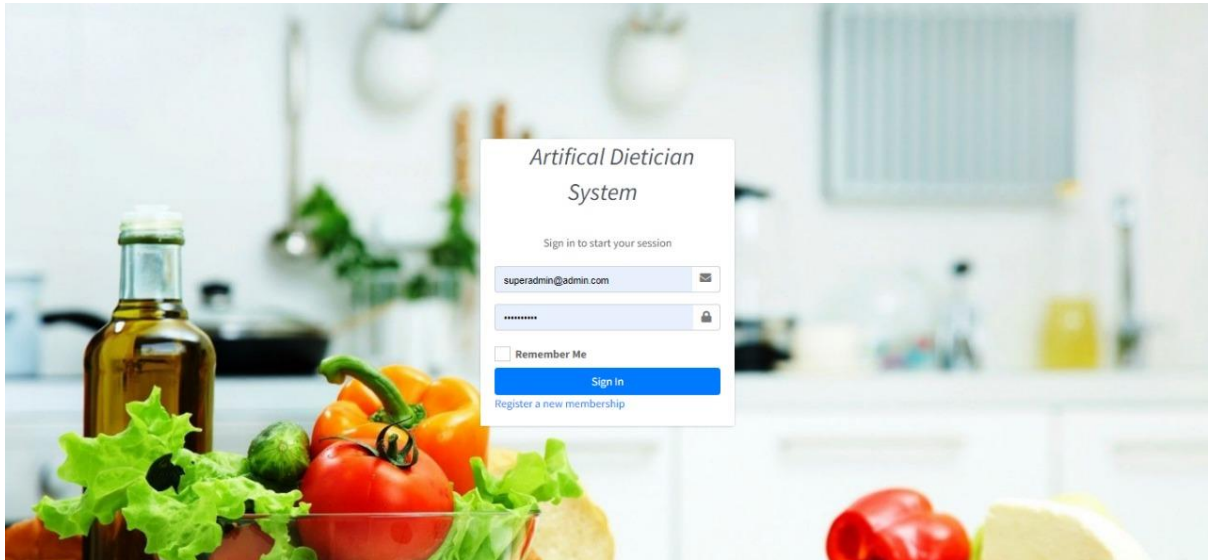 Artifical Dietician
System
Sign in to start your session
superadmin@admin.com
••••••••••
Remember Me
Sign In
Register a new membership